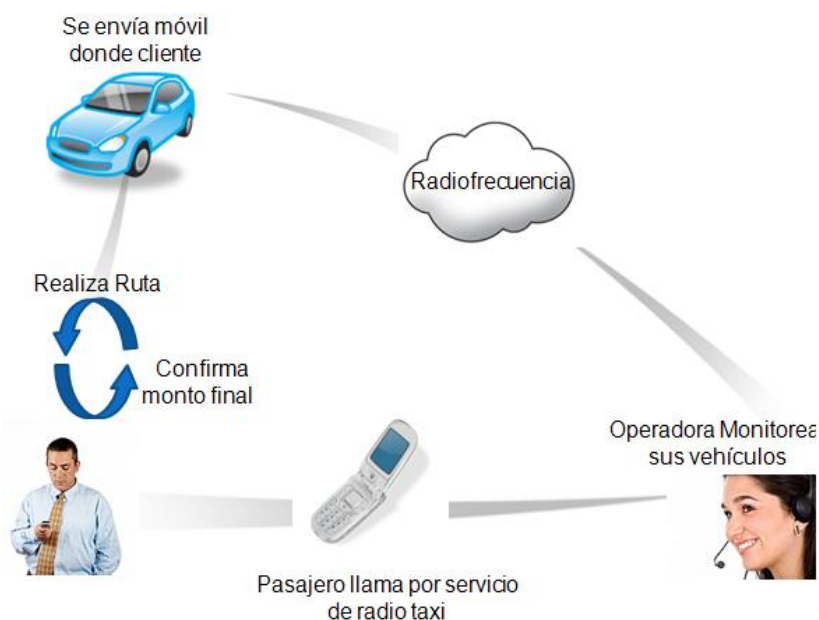 Se envía móvil
donde cliente
Radiofrecuencia
Realiza Ruta
Confirma
monto final
Operadora Monitorea
sus vehículos
Pasajero llama por servicio
de radio taxi